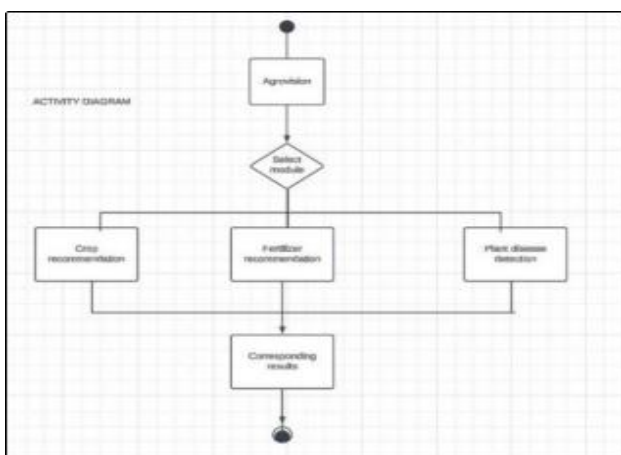 Agrovision
ACTIVITY DIAGRAM
Select
module
Crop
recommendation
Fertilizer
recommendation
Plant disease
detection
Corresponding
results